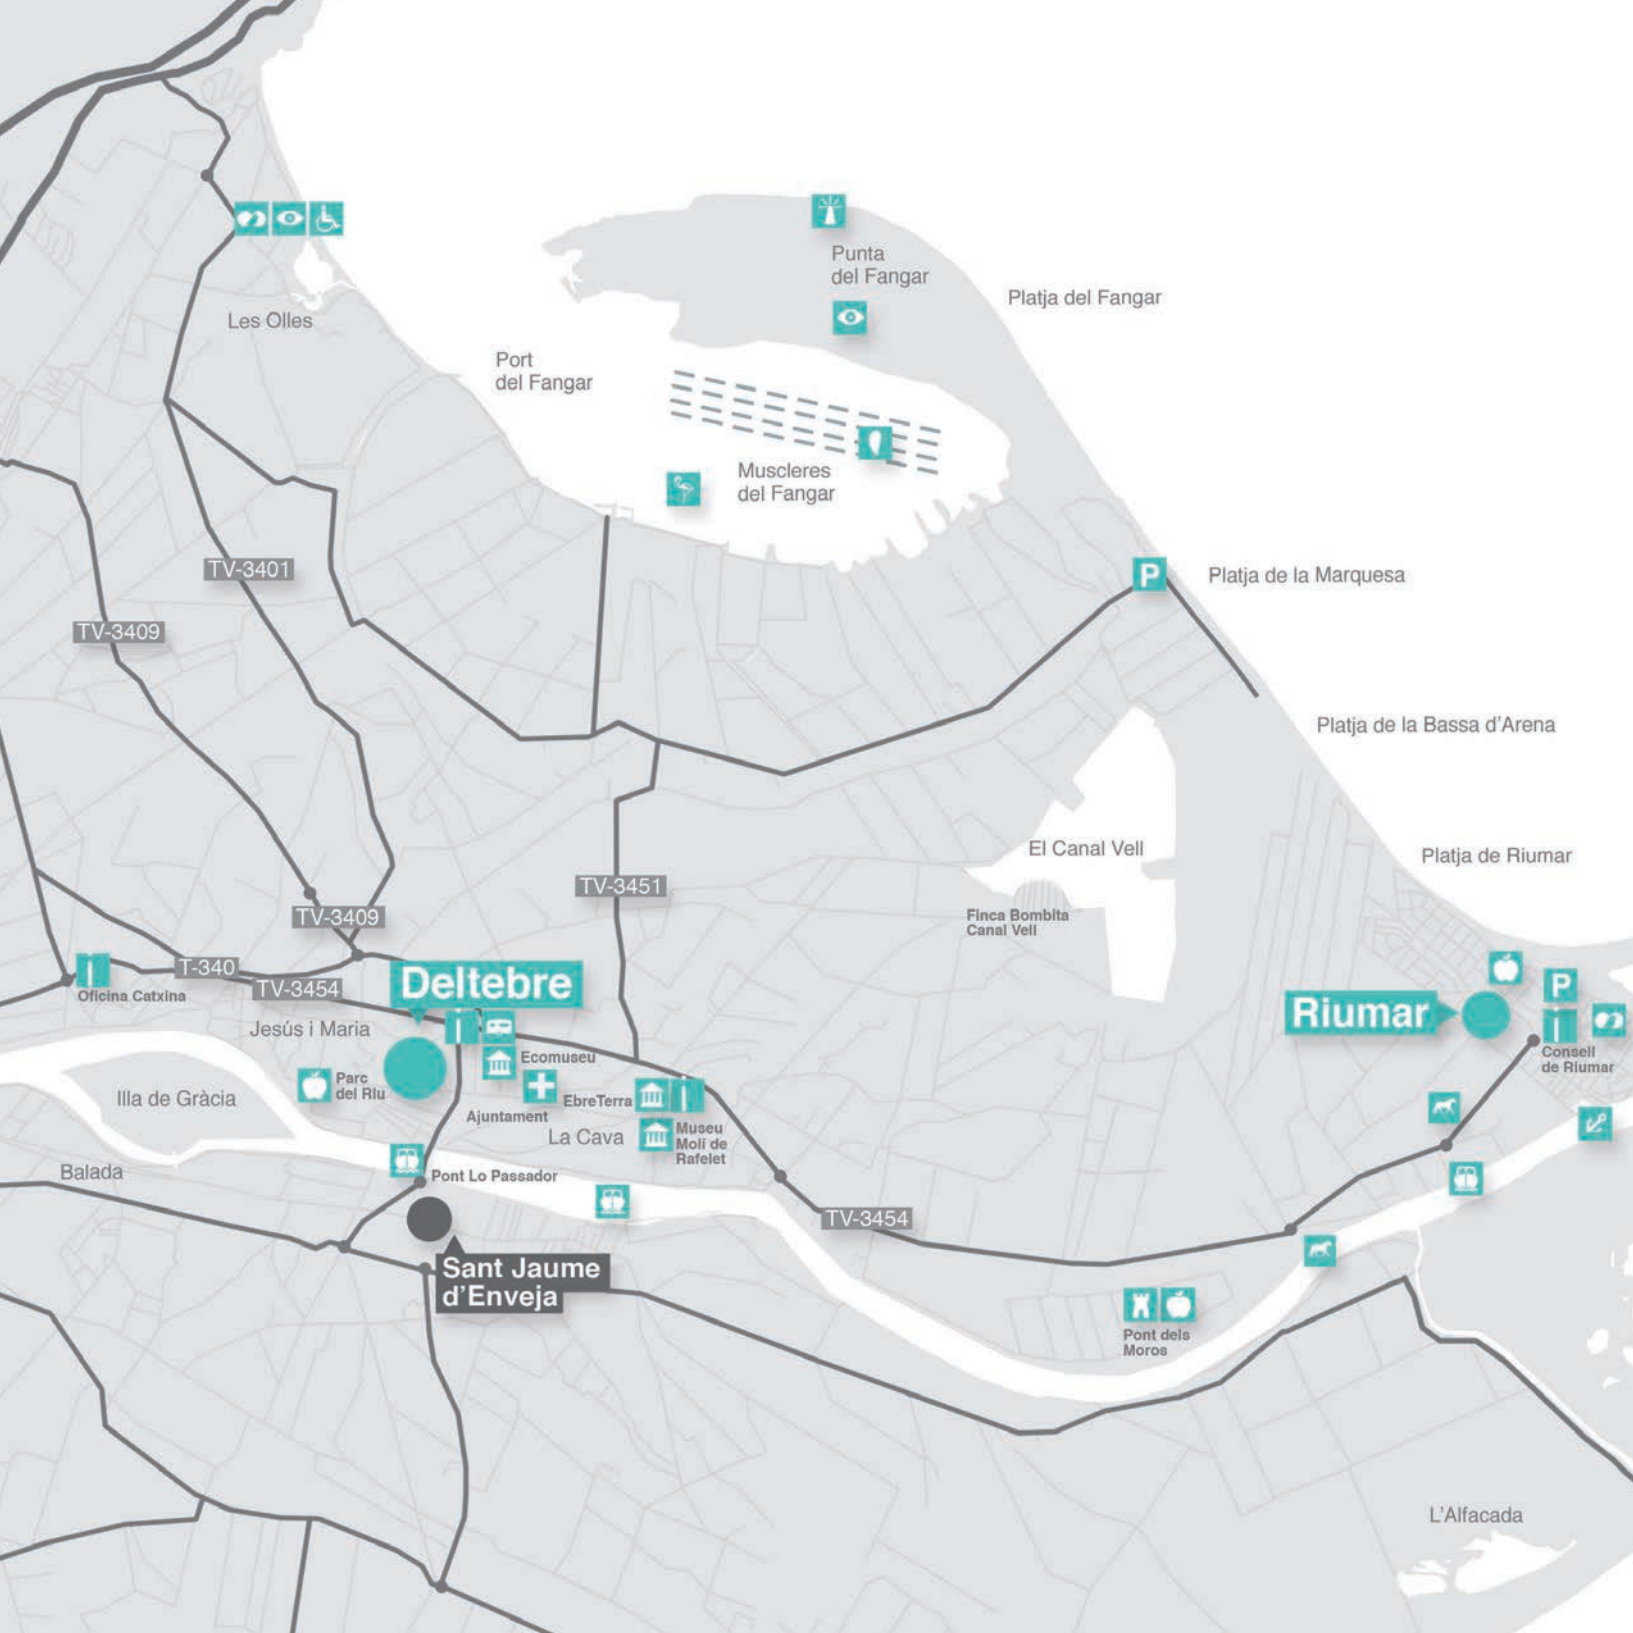 Punta
del Fangar
Platja del Fangar
Les Olles
Port
del Fangar
Muscleres
del Fangar
TV-3401
P
Platja de la Marquesa
TV-3409
Platja de la Bassa d'Arena
El Canal Vell
Platja de Riumar
TV-3451
TV-3409
Finca Bombita
Canal Vell
T-340
i
Oficina Catxina
TV-3454
Deltebre
P
Riumar
Jesús i Maria
i
i
Ecomuseu
Consell
de Riumar
Parc
del Riu
Illa de Gràcia
EbreTerra
i
Ajuntament
La Cava
Museu
Molí de
Rafelet
Balada
Pont Lo Passador
TV-3454
Sant Jaume
d'Enveja
Pont dels
Moros
L'Alfacada